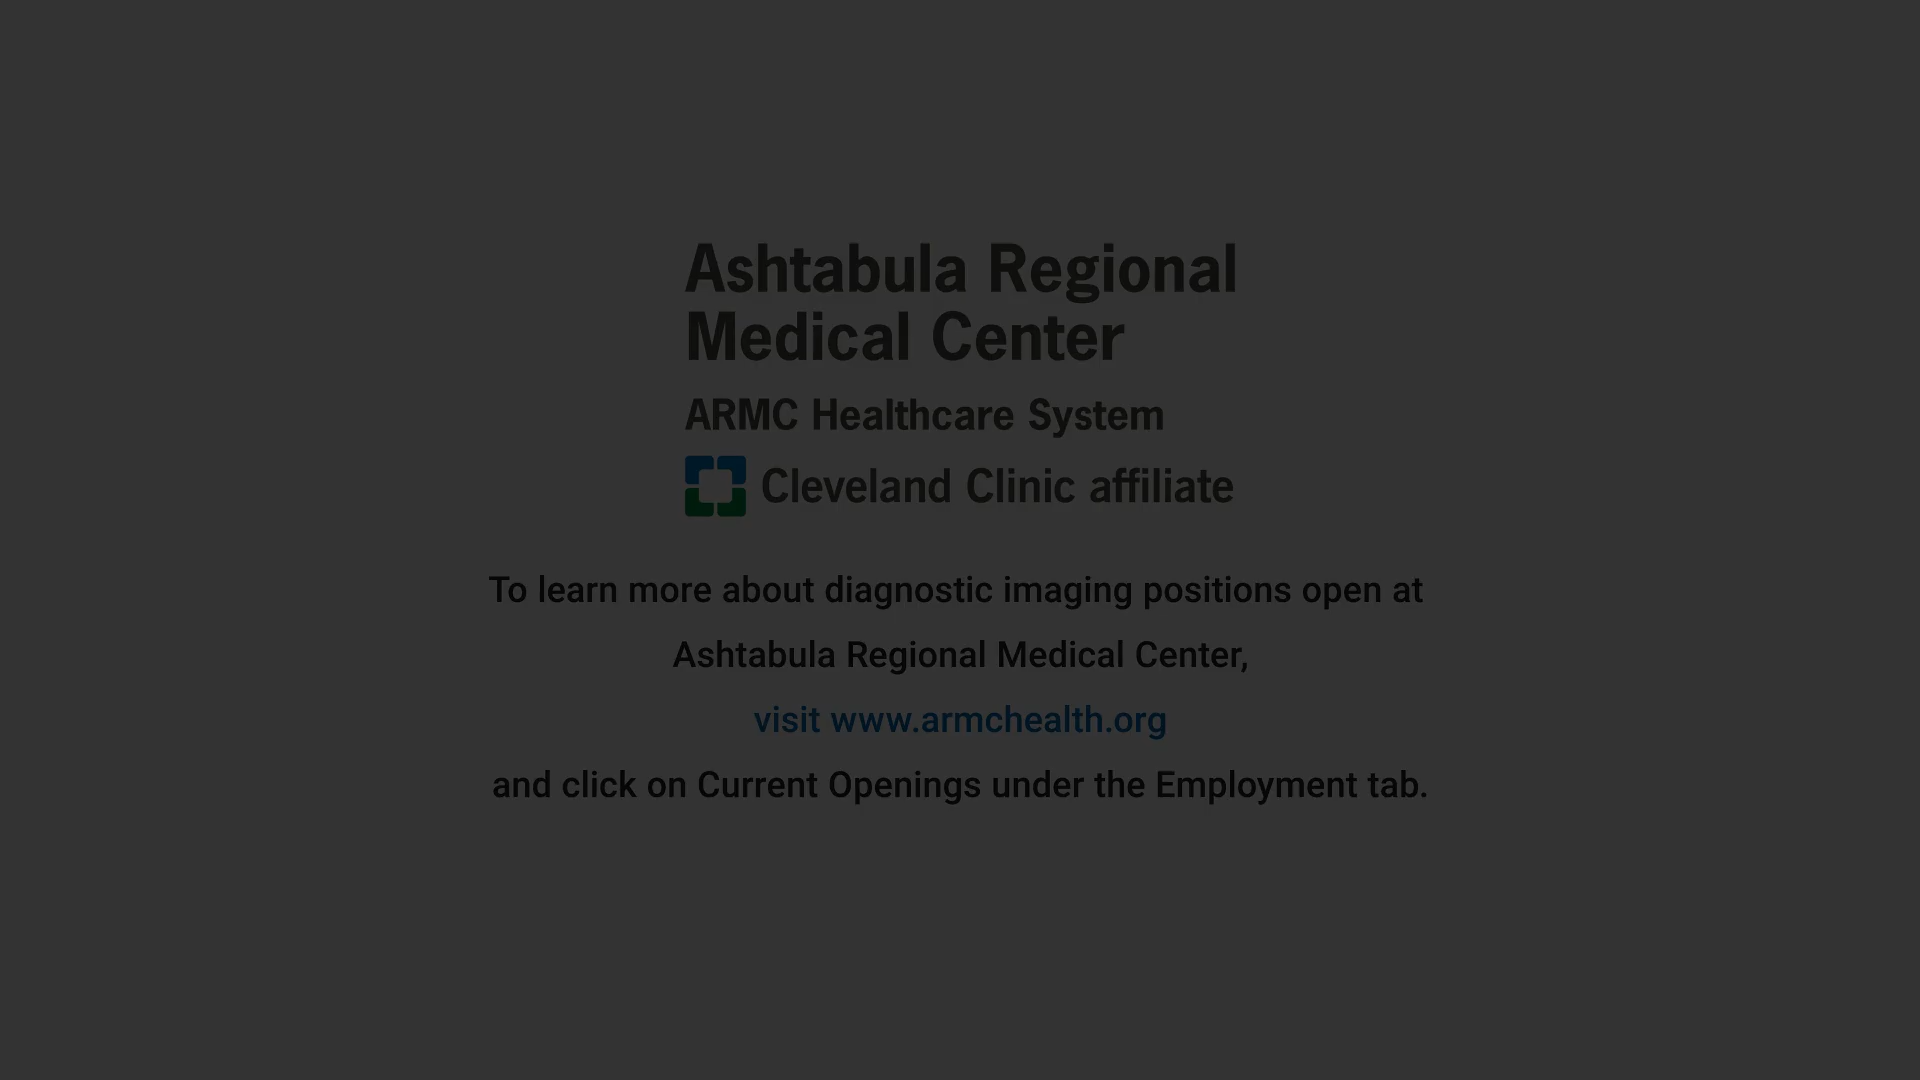 Ashtabula Regional
Medical Center
ARMC Healthcare System
Cleveland Clinic affiliate
To learn more about diagnostic imaging positions open at
Ashtabula Regional Medical Center,
visit www.armchealth.org
and click on Current Openings under the Employment tab.